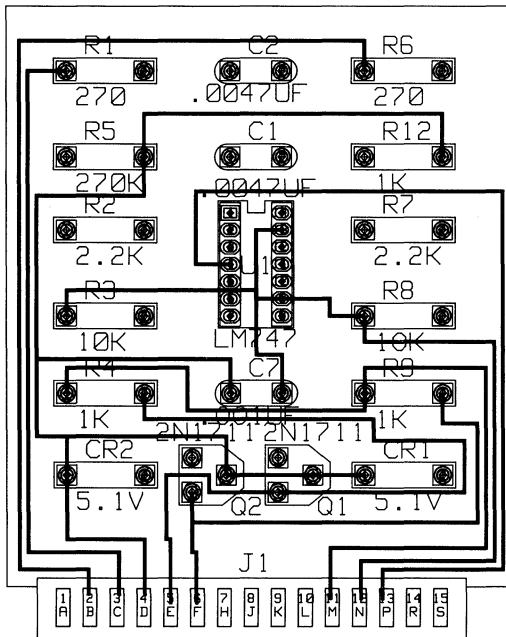 R1 C2 R6
270 .0047UF 270
R5 C1 R12
270K .0047UF 1K
R2 R7
2.2K U1 2.2K
R3 R8
10K LM747 10K
R4 C7 R9
1K .001UF 1K
2N1711 2N1711
CR2 CR1
5.1V Q2 Q1 5.1V
J1
1 2 3 4 5 6 7 8 9 10 11 12 13 14 15
A B C D E F H J K L M N P R S